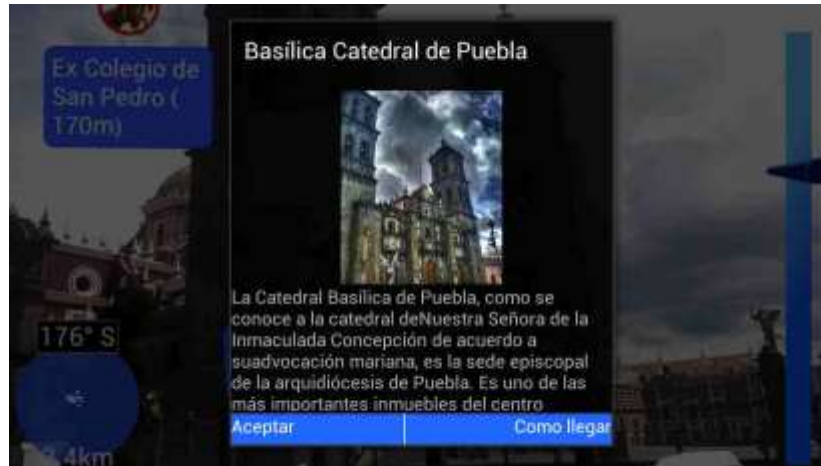 Ex Colegio de
San Pedro (
170m)
Basílica Catedral de Puebla
La Catedral Basílica de Puebla, como se
conoce a la catedral deNuestra Señora de la
Inmaculada Concepción de acuerdo a
suadvocación mariana, es la sede episcopal
de la arquidiócesis de Puebla. Es uno de las
más importantes inmuebles del centro
176° S
Aceptar
Como llegar
2.4km